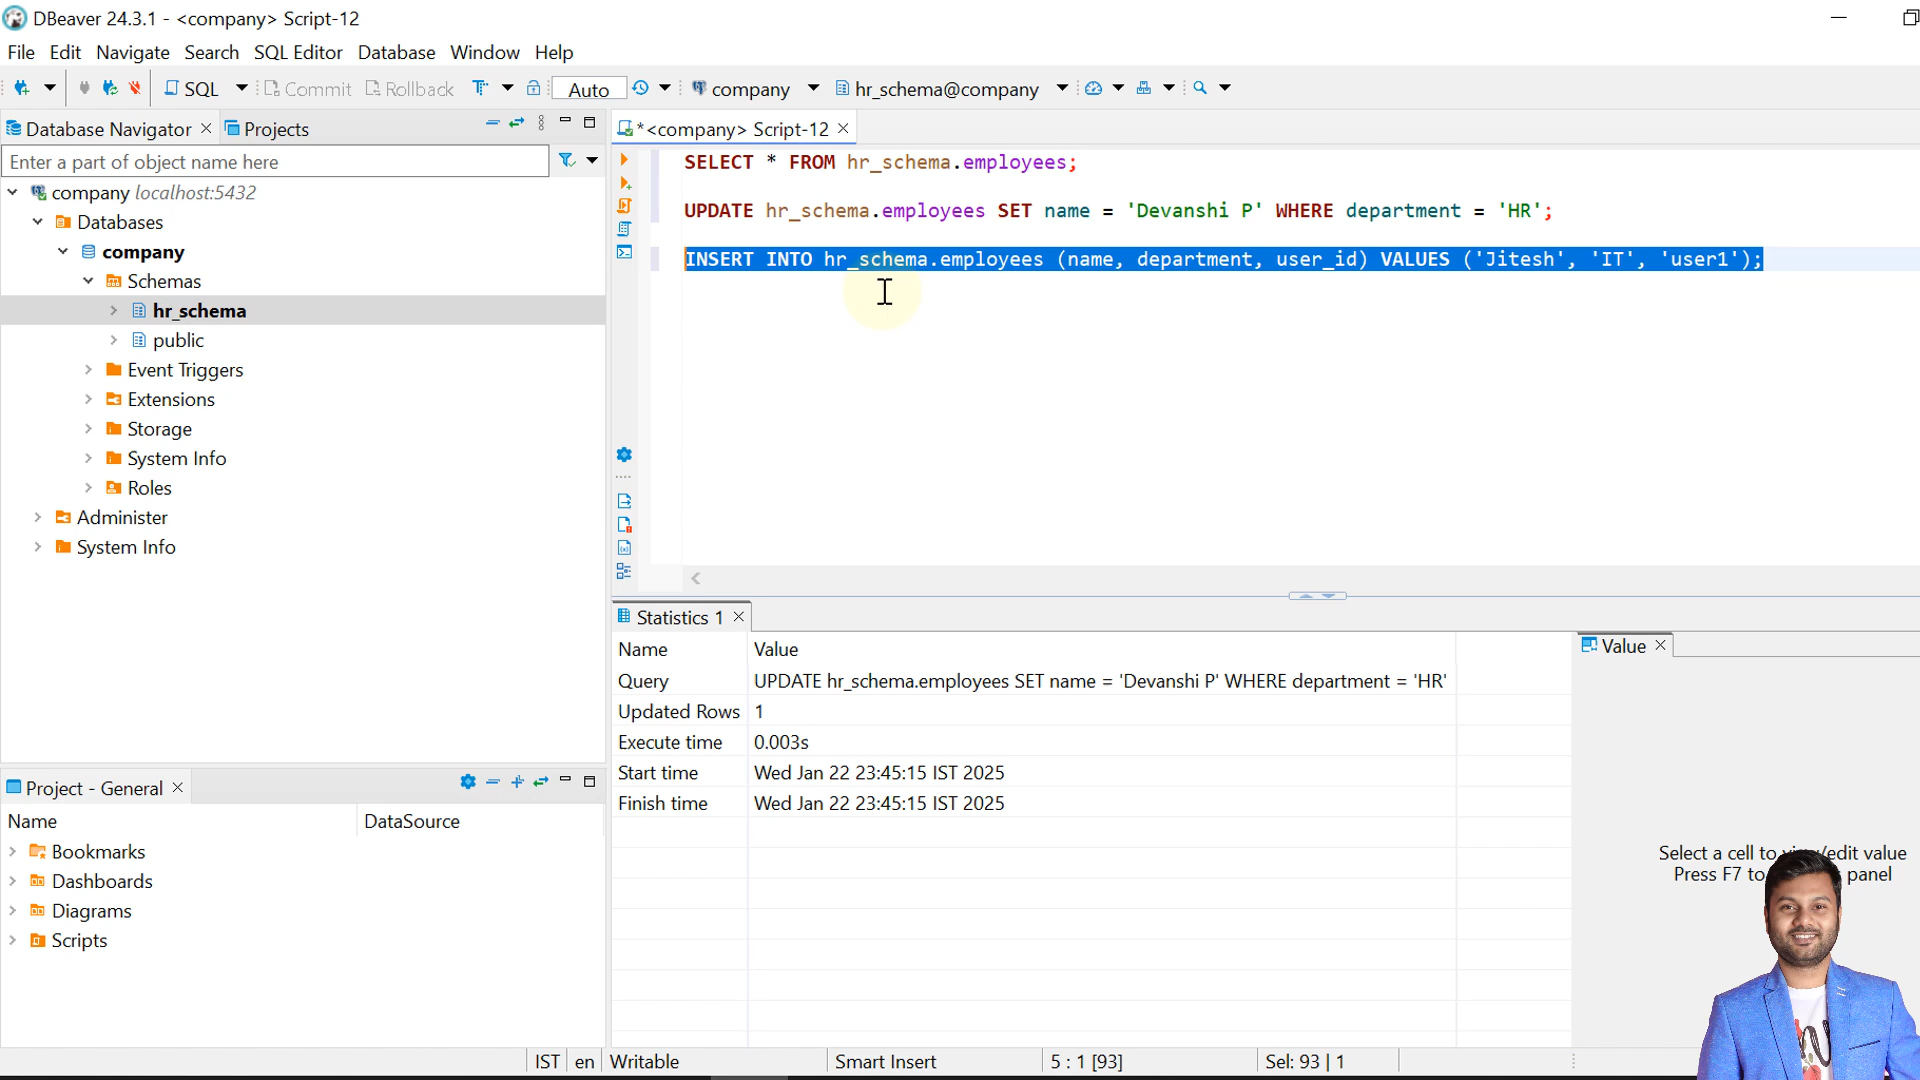 DBeaver 24.3.1 - <company> Script-12
File Edit Navigate Search SQL Editor Database Window Help
SQL Commit Rollback Auto company hr_schema@company
Database Navigator Projects
*<company> Script-12
Enter a part of object name here
company localhost:5432
Databases
company
Schemas
hr_schema
public
Event Triggers
Extensions
Storage
System Info
Roles
Administer
System Info
SELECT * FROM hr_schema.employees;
UPDATE hr_schema.employees SET name = 'Devanshi P' WHERE department = 'HR';
INSERT INTO hr_schema.employees (name, department, user_id) VALUES ('Jitesh', 'IT', 'user1');
Statistics 1
Name Value
Query UPDATE hr_schema.employees SET name = 'Devanshi P' WHERE department = 'HR'
Updated Rows 1
Execute time 0.003s
Start time Wed Jan 22 23:45:15 IST 2025
Finish time Wed Jan 22 23:45:15 IST 2025
Value
Select a cell to /edit value
Press F7 to panel
Project - General
Name DataSource
Bookmarks
Dashboards
Diagrams
Scripts
IST en Writable Smart Insert 5 : 1 [93] Sel: 93 | 1